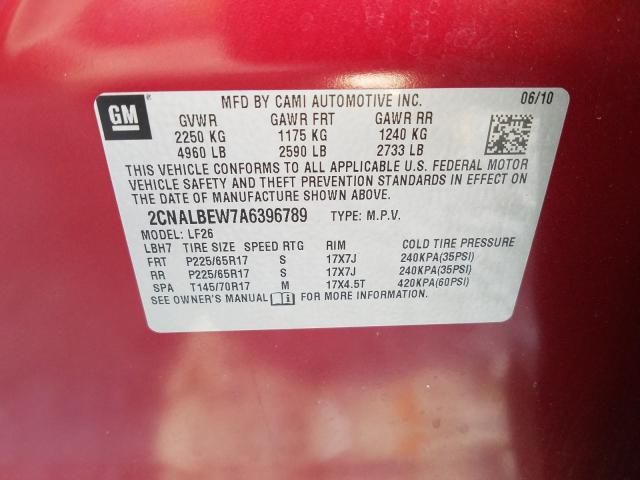 GM
MFD BY CAMI AUTOMOTIVE INC. 06/10
GVWR GAWR FRT GAWR RR
2250 KG 1175 KG 1240 KG
4960 LB 2590 LB 2733 LB
THIS VEHICLE CONFORMS TO ALL APPLICABLE U.S. FEDERAL MOTOR
VEHICLE SAFETY AND THEFT PREVENTION STANDARDS IN EFFECT ON
THE DATE OF MANUFACTURE SHOWN ABOVE.
2CNALBEW7A6396789 TYPE: M.P.V.
MODEL: LF26
LBH7 TIRE SIZE SPEED RTG RIM COLD TIRE PRESSURE
FRT P225/65R17 S 17X7J 240KPA(35PSI)
RR P225/65R17 S 17X7J 240KPA(35PSI)
SPA T145/70R17 M 17X4.5T 420KPA(60PSI)
SEE OWNER'S MANUAL FOR MORE INFORMATION.